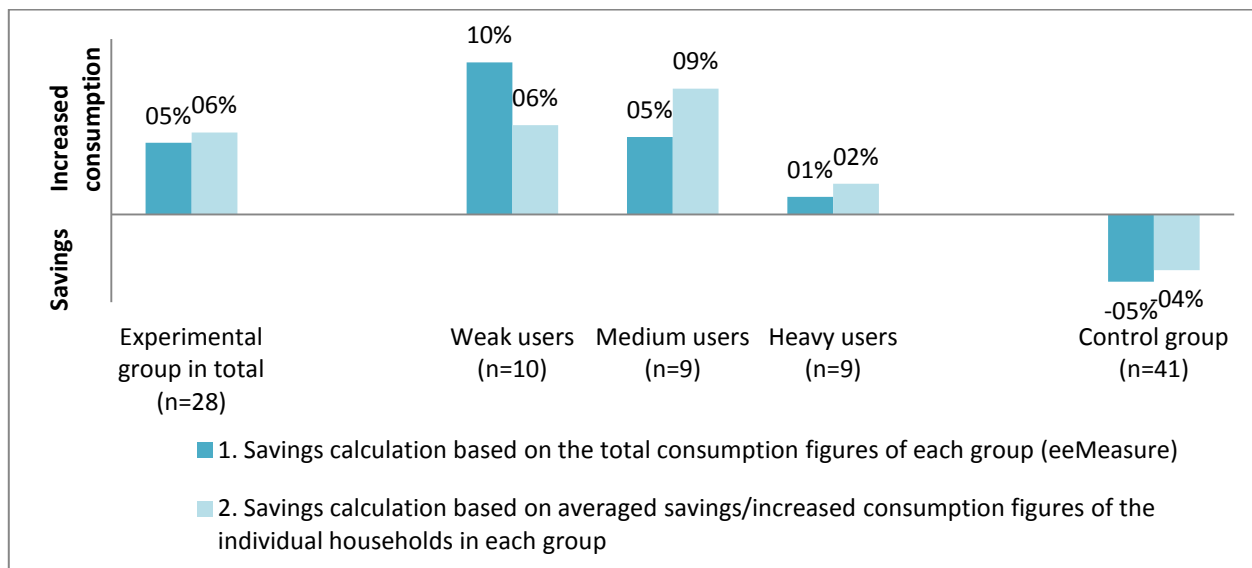 Increased
consumption
Savings
05%
06%
10%
06%
05%
09%
01%
02%
-05%
-04%
Experimental
group in total
(n=28)
Weak users
(n=10)
Medium users
(n=9)
Heavy users
(n=9)
Control group
(n=41)
1. Savings calculation based on the total consumption figures of each group (eeMeasure)
2. Savings calculation based on averaged savings/increased consumption figures of the
individual households in each group